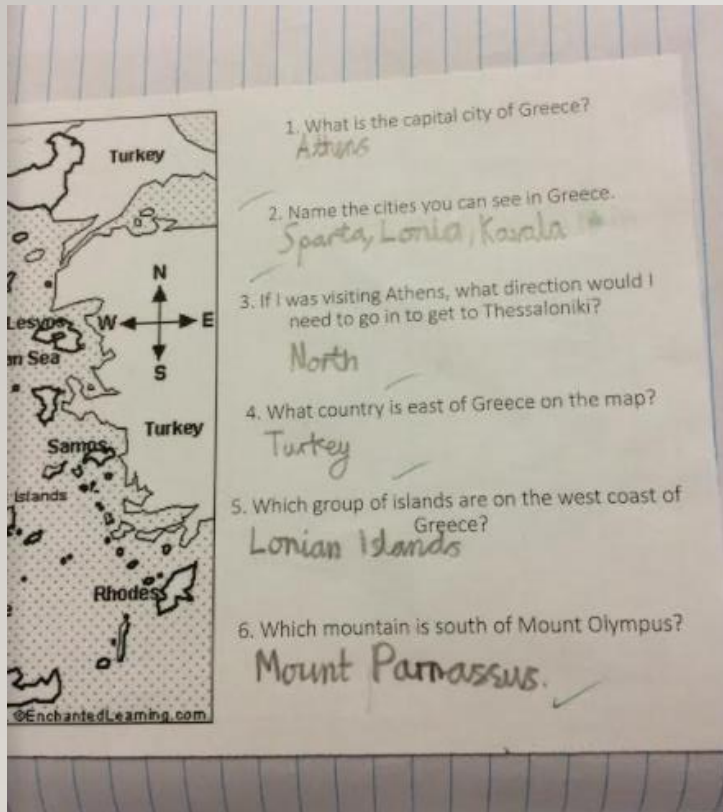 Turkey
N
W E
S
Lesvos
an Sea
Turkey
Samos
Islands
Rhodes
©EnchantedLearning.com
1. What is the capital city of Greece?
Athens
2. Name the cities you can see in Greece.
Sparta, Lonia, Kavala
3. If I was visiting Athens, what direction would I
need to go in to get to Thessaloniki?
North
4. What country is east of Greece on the map?
Turkey
5. Which group of islands are on the west coast of
Greece?
Lonian Islands
6. Which mountain is south of Mount Olympus?
Mount Parnassus.